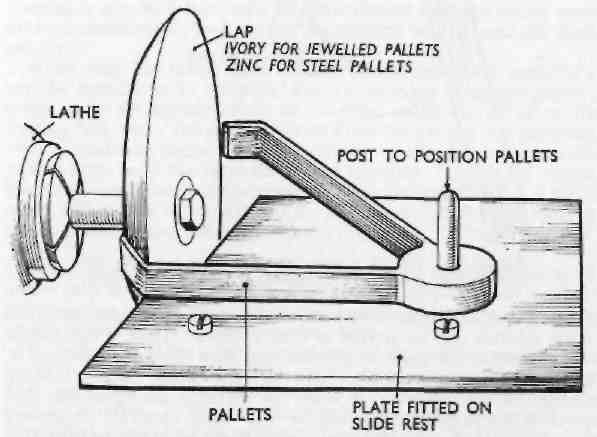 LAP
IVORY FOR JEWELLED PALLETS
ZINC FOR STEEL PALLETS
LATHE
POST TO POSITION PALLETS
PALLETS
PLATE FITTED ON
SLIDE REST